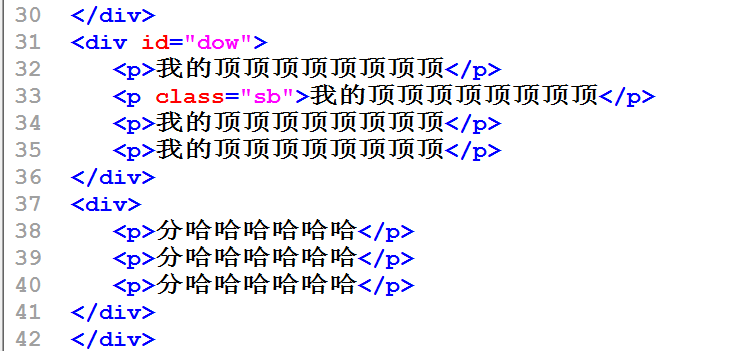 30 </div>
31 <div id="dow">
32 <p>我的顶顶顶顶顶顶顶顶</p>
33 <p class="sb">我的顶顶顶顶顶顶顶顶</p>
34 <p>我的顶顶顶顶顶顶顶顶</p>
35 <p>我的顶顶顶顶顶顶顶顶</p>
36 </div>
37 <div>
38 <p>分哈哈哈哈哈哈</p>
39 <p>分哈哈哈哈哈哈</p>
40 <p>分哈哈哈哈哈哈</p>
41 </div>
42 </div>